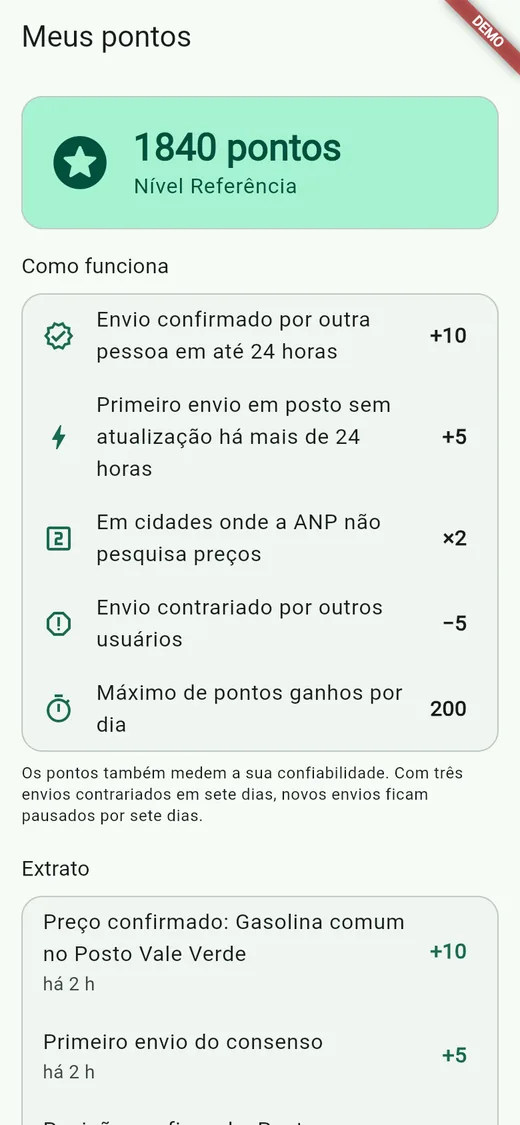 Meus pontos
DEMO
1840 pontos
Nível Referência
Como funciona
Envio confirmado por outra
pessoa em até 24 horas
+10
Primeiro envio em posto sem
atualização há mais de 24
horas
+5
2
Em cidades onde a ANP não
pesquisa preços
×2
Envio contrariado por outros
usuários
−5
Máximo de pontos ganhos por
dia
200
Os pontos também medem a sua confiabilidade. Com três
envios contrariados em sete dias, novos envios ficam
pausados por sete dias.
Extrato
Preço confirmado: Gasolina comum
no Posto Vale Verde
há 2 h
+10
Primeiro envio do consenso
há 2 h
+5